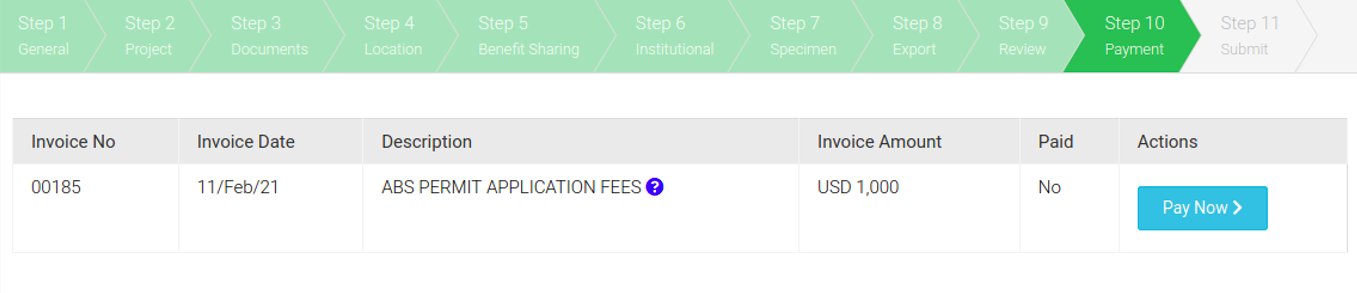 Step 1 Step 2 Step 3 Step 4 Step 5 Step 6 Step 7 Step 8 Step 9 Step 10 Step 11
General Project Documents Location Benefit Sharing Institutional Specimen Export Review Payment Submit
Invoice No Invoice Date Description Invoice Amount Paid Actions
00185 11/Feb/21 ABS PERMIT APPLICATION FEES ? USD 1,000 No
Pay Now